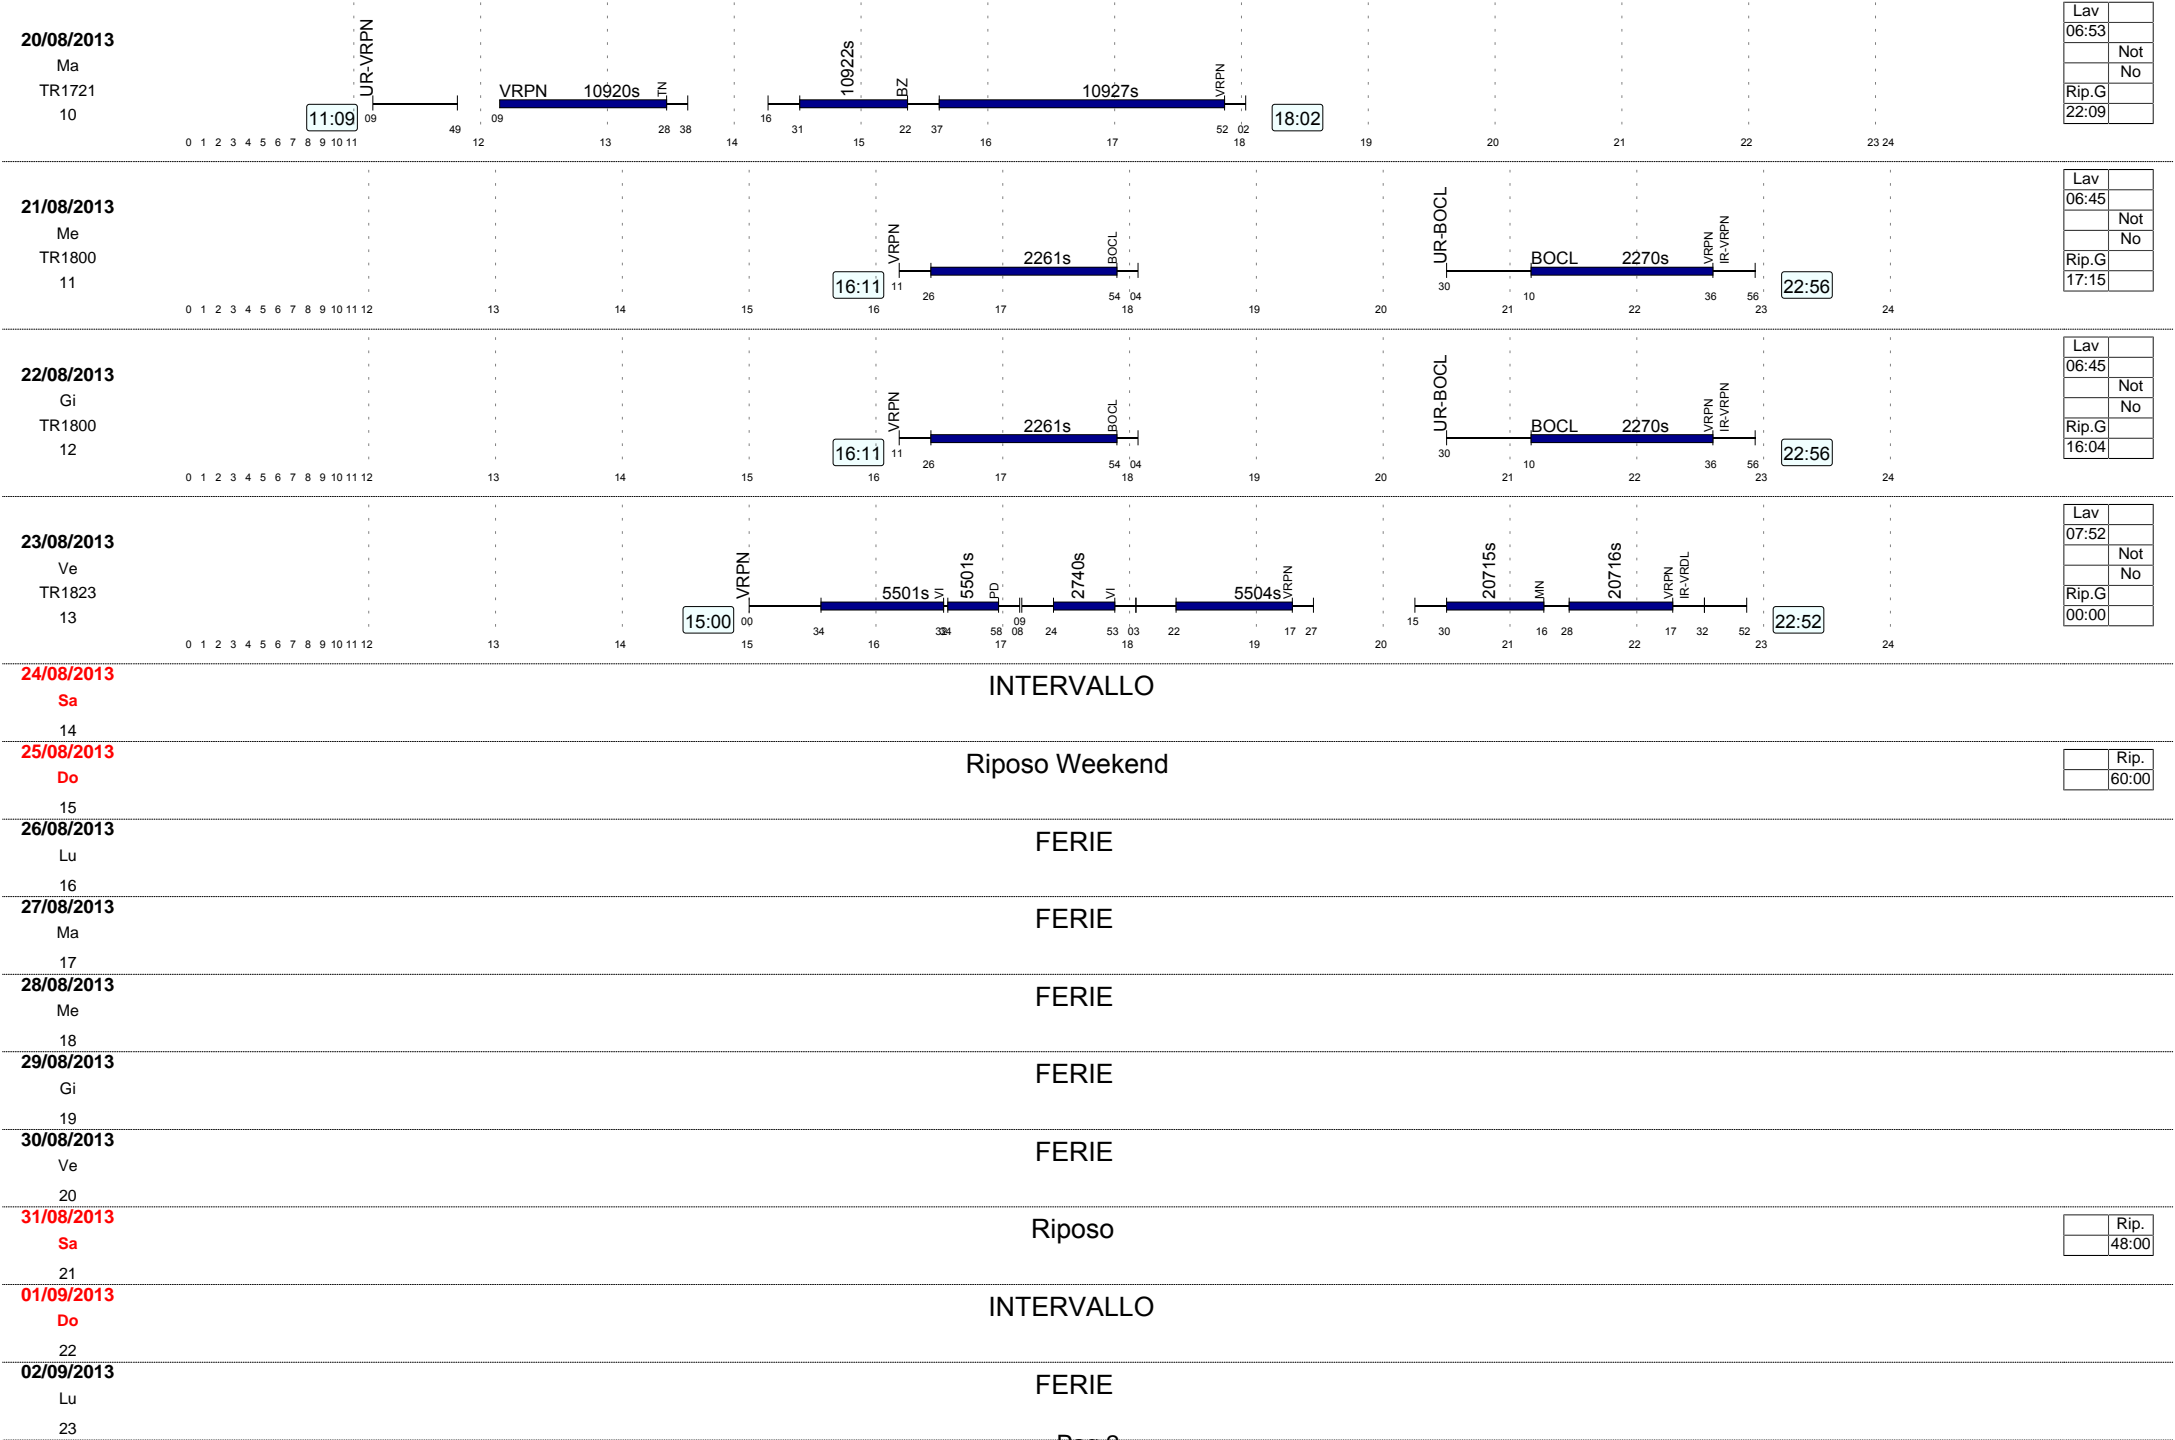 20/08/2013
Ma
TR1721
10
11:09
UR-VRPN
VRPN 10920s TN
10922s BZ
10927s VRPN
18:02
09 49 09 28 38 16 31 22 37 52 02
0 1 2 3 4 5 6 7 8 9 10 11 12 13 14 15 16 17 18 19 20 21 22 23 24
Lav
06:53
Not
No
Rip.G
22:09
21/08/2013
Me
TR1800
11
16:11
VRPN 2261s BOCL
UR-BOCL
BOCL 2270s VRPN IR-VRPN
22:56
11 26 54 04 30 10 36 56
0 1 2 3 4 5 6 7 8 9 10 11 12 13 14 15 16 17 18 19 20 21 22 23 24
Lav
06:45
Not
No
Rip.G
17:15
22/08/2013
Gi
TR1800
12
16:11
VRPN 2261s BOCL
UR-BOCL
BOCL 2270s VRPN IR-VRPN
22:56
11 26 54 04 30 10 36 56
0 1 2 3 4 5 6 7 8 9 10 11 12 13 14 15 16 17 18 19 20 21 22 23 24
Lav
06:45
Not
No
Rip.G
16:04
23/08/2013
Ve
TR1823
13
15:00
VRPN 5501s VI
5501s PD
2740s VI
5504s VRPN
20715s MN
20716s VRPN IR-VRDL
22:52
00 34 58 08 09 24 53 03 22 17 27 15 30 16 28 17 32 52
0 1 2 3 4 5 6 7 8 9 10 11 12 13 14 15 16 17 18 19 20 21 22 23 24
Lav
07:52
Not
No
Rip.G
00:00
24/08/2013
Sa
14
INTERVALLO
25/08/2013
Do
15
Riposo Weekend
Rip.
60:00
26/08/2013
Lu
16
FERIE
27/08/2013
Ma
17
FERIE
28/08/2013
Me
18
FERIE
29/08/2013
Gi
19
FERIE
30/08/2013
Ve
20
FERIE
31/08/2013
Sa
21
Riposo
Rip.
48:00
01/09/2013
Do
22
INTERVALLO
02/09/2013
Lu
23
FERIE